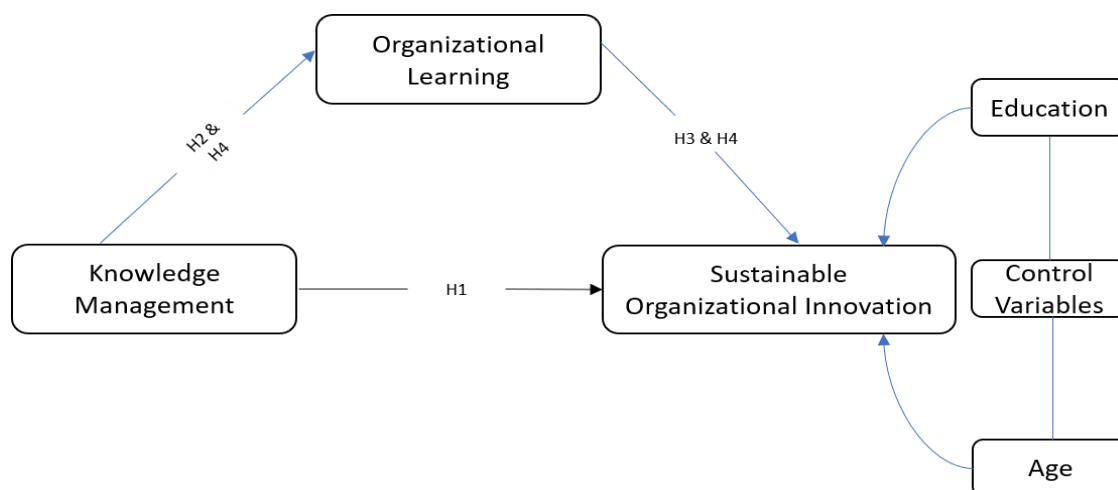 Organizational
Learning
Education
H2 &
H4
H3 & H4
Knowledge
Management
H1
Sustainable
Organizational Innovation
Control
Variables
Age